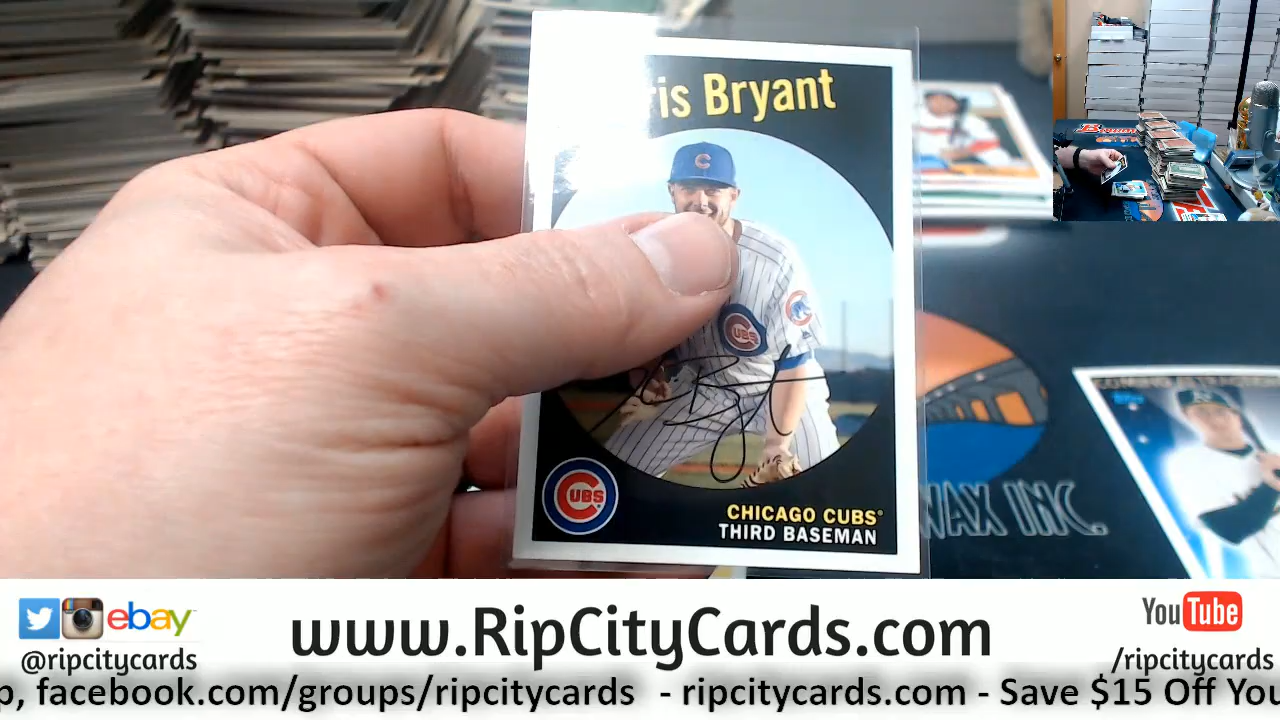 ris Bryant
C
CUBS
CUBS
CHICAGO CUBS
THIRD BASEMAN
WAX INC.
ebay
@ripcitycards
www.RipCityCards.com
YouTube
/ripcitycards
p, facebook.com/groups/ripcitycards - ripcitycards.com - Save $15 Off You